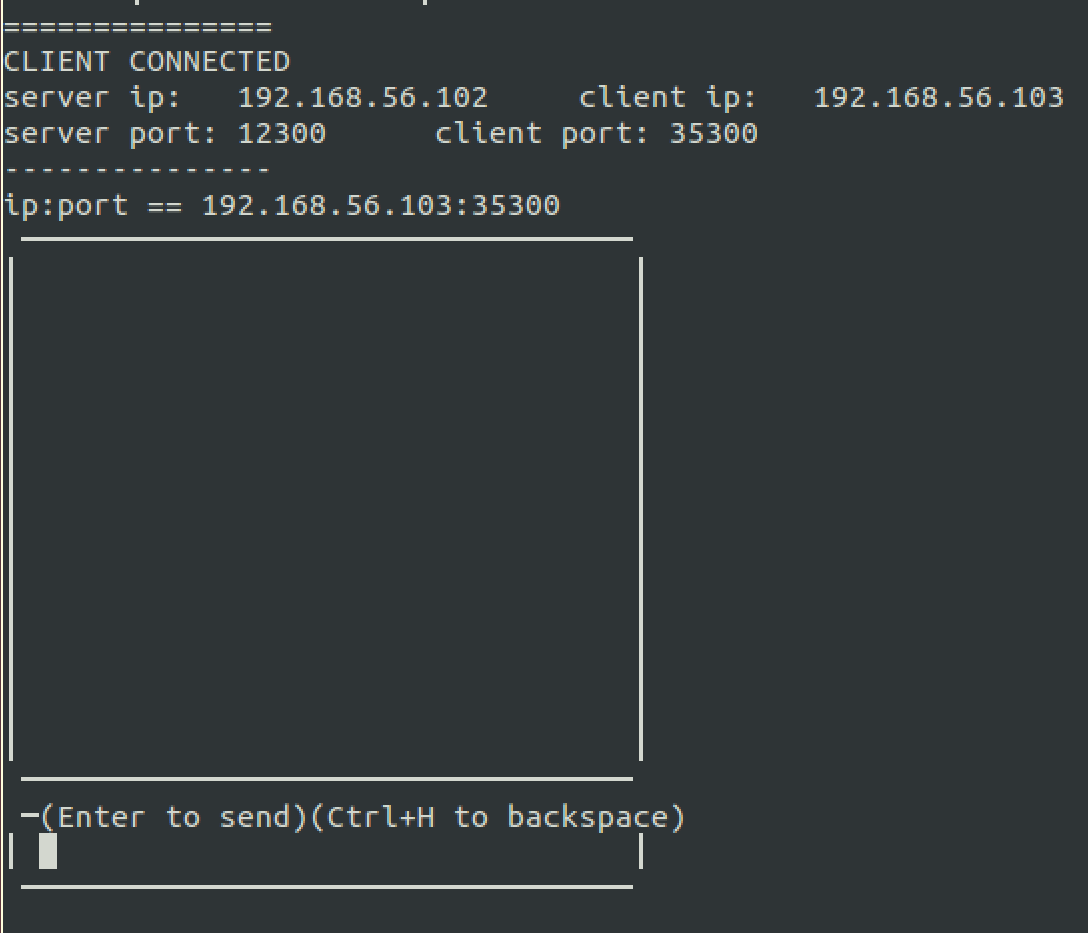 ===============
CLIENT CONNECTED
server ip:   192.168.56.102     client ip:   192.168.56.103
server port: 12300      client port: 35300
---------------
ip:port == 192.168.56.103:35300
(Enter to send)(Ctrl+H to backspace)